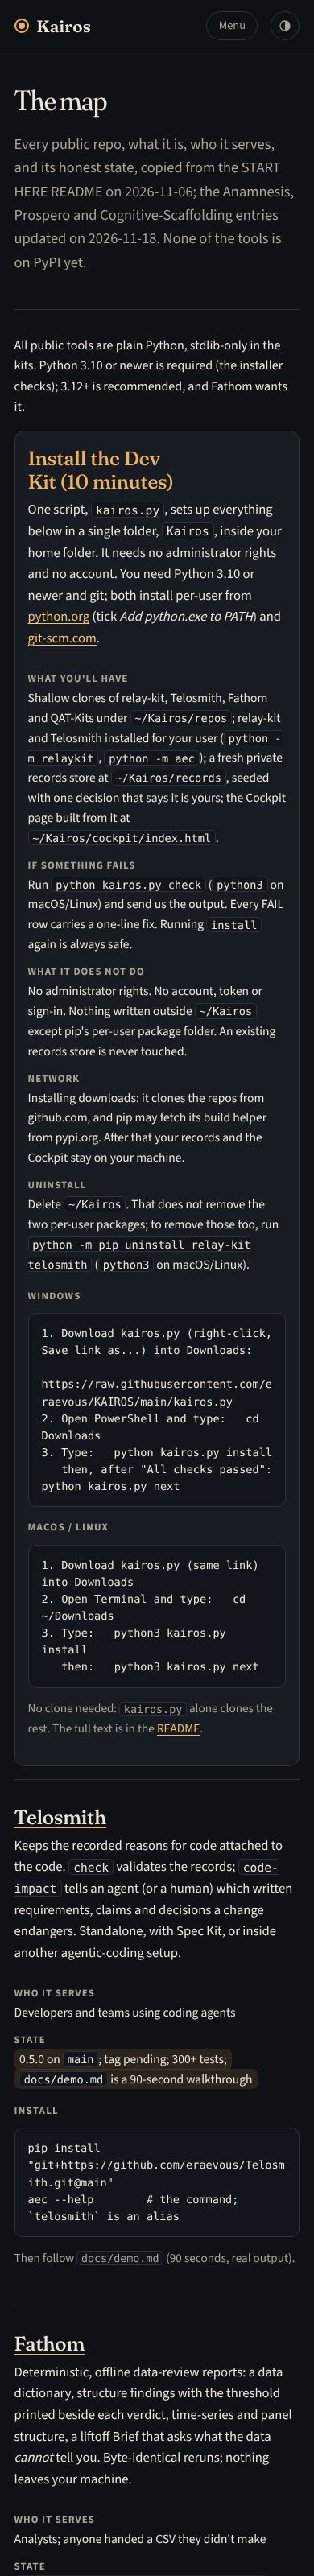 Kairos
Menu
The map
Every public repo, what it is, who it serves,
and its honest state, copied from the START
HERE README on 2026-11-06; the Anamnesis,
Prospero and Cognitive-Scaffolding entries
updated on 2026-11-18. None of the tools is
on PyPI yet.
All public tools are plain Python, stdlib-only in the
kits. Python 3.10 or newer is required (the installer
checks); 3.12+ is recommended, and Fathom wants
it.
Install the Dev
Kit (10 minutes)
One script, kairos.py, sets up everything
below in a single folder, Kairos, inside your
home folder. It needs no administrator rights
and no account. You need Python 3.10 or
newer and git; both install per-user from
python.org (tick Add python.exe to PATH) and
git-scm.com.
WHAT YOU'LL HAVE
Shallow clones of relay-kit, Telosmith, Fathom
and QAT-Kits under ~/Kairos/repos; relay-kit
and Telosmith installed for your user (python -
m relaykit, python -m aec); a fresh private
records store at ~/Kairos/records, seeded
with one decision that says it is yours; the Cockpit
page built from it at
~/Kairos/cockpit/index.html.
IF SOMETHING FAILS
Run python kairos.py check (python3 on
macOS/Linux) and send us the output. Every FAIL
row carries a one-line fix. Running install
again is always safe.
WHAT IT DOES NOT DO
No administrator rights. No account, token or
sign-in. Nothing written outside ~/Kairos
except pip's per-user package folder. An existing
records store is never touched.
NETWORK
Installing downloads: it clones the repos from
github.com, and pip may fetch its build helper
from pypi.org. After that your records and the
Cockpit stay on your machine.
UNINSTALL
Delete ~/Kairos. That does not remove the
two per-user packages; to remove those too, run
python -m pip uninstall relay-kit
telosmith (python3 on macOS/Linux).
WINDOWS
1. Download kairos.py (right-click,
Save link as...) into Downloads:
https://raw.githubusercontent.com/e
raevous/KAIROS/main/kairos.py
2. Open PowerShell and type: cd
Downloads
3. Type: python kairos.py install
then, after "All checks passed":
python kairos.py next
MACOS / LINUX
1. Download kairos.py (same link)
into Downloads
2. Open Terminal and type: cd
~/Downloads
3. Type: python3 kairos.py
install
then: python3 kairos.py next
No clone needed: kairos.py alone clones the
rest. The full text is in the README.
Telosmith
Keeps the recorded reasons for code attached to
the code. check validates the records; code-
impact tells an agent (or a human) which written
requirements, claims and decisions a change
endangers. Standalone, with Spec Kit, or inside
another agentic-coding setup.
WHO IT SERVES
Developers and teams using coding agents
STATE
0.5.0 on main; tag pending; 300+ tests;
docs/demo.md is a 90-second walkthrough
INSTALL
pip install
"git+https://github.com/eraevous/Telosm
ith.git@main"
aec --help # the command;
`telosmith` is an alias
Then follow docs/demo.md (90 seconds, real output).
Fathom
Deterministic, offline data-review reports: a data
dictionary, structure findings with the threshold
printed beside each verdict, time-series and panel
structure, a liftoff Brief that asks what the data
cannot tell you. Byte-identical reruns; nothing
leaves your machine.
WHO IT SERVES
Analysts; anyone handed a CSV they didn't make
STATE